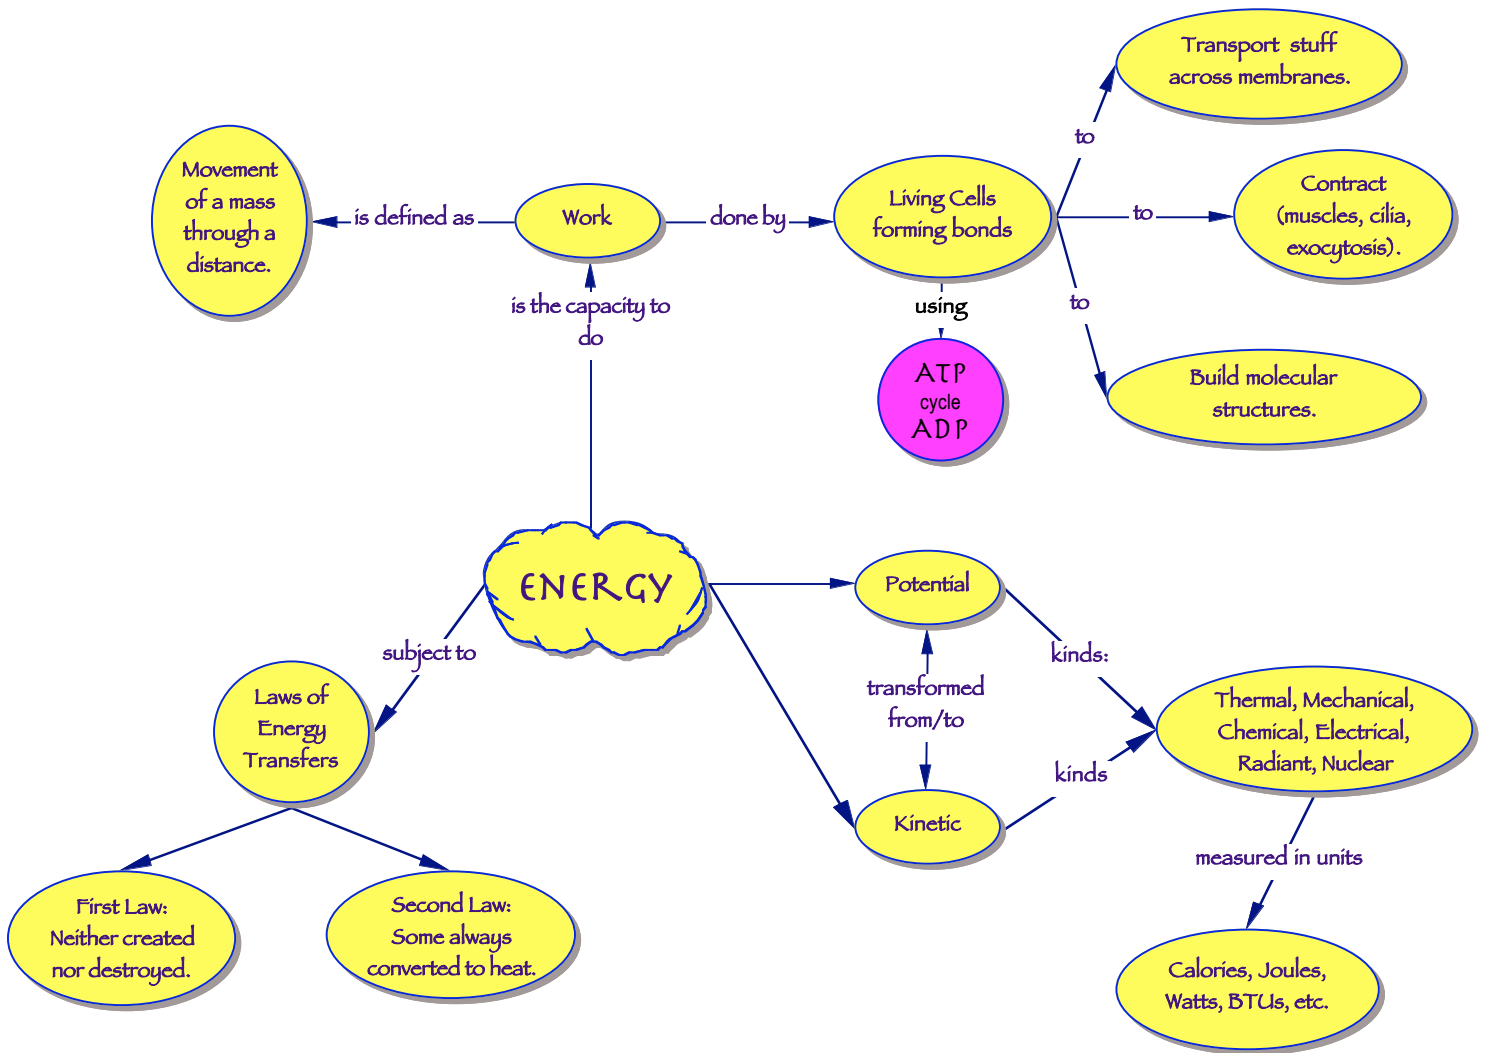 Transport stuff
across membranes.
to
Movement
of a mass
through a
distance.
is defined as
Work
done by
Living Cells
forming bonds
to
Contract
(muscles, cilia,
exocytosis).
is the capacity to
do
using
to
ATP
cycle
ADP
Build molecular
structures.
ENERGY
Potential
subject to
kinds:
transformed
from/to
Laws of
Energy
Transfers
Thermal, Mechanical,
Chemical, Electrical,
Radiant, Nuclear
kinds
Kinetic
measured in units
First Law:
Neither created
nor destroyed.
Second Law:
Some always
converted to heat.
Calories, Joules,
Watts, BTUs, etc.